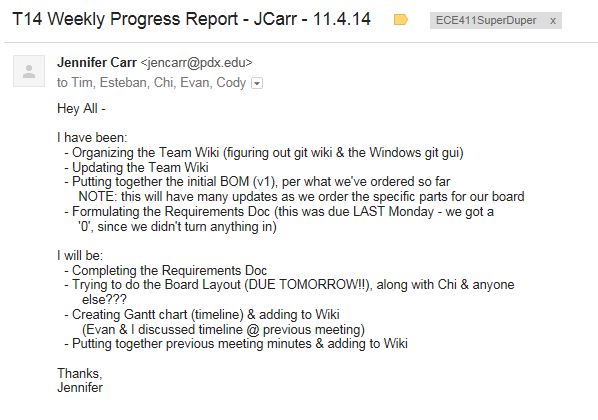 T14 Weekly Progress Report - JCarr - 11.4.14 ECE411SuperDuper x
Jennifer Carr <jencarr@pdx.edu>
to Tim, Esteban, Chi, Evan, Cody
Hey All -
I have been:
- Organizing the Team Wiki (figuring out git wiki & the Windows git gui)
- Updating the Team Wiki
- Putting together the initial BOM (v1), per what we've ordered so far
NOTE: this will have many updates as we order the specific parts for our board
- Formulating the Requirements Doc (this was due LAST Monday - we got a
'0', since we didn't turn anything in)
I will be:
- Completing the Requirements Doc
- Trying to do the Board Layout (DUE TOMORROW!!), along with Chi & anyone
else???
- Creating Gantt chart (timeline) & adding to Wiki
(Evan & I discussed timeline @ previous meeting)
- Putting together previous meeting minutes & adding to Wiki
Thanks,
Jennifer